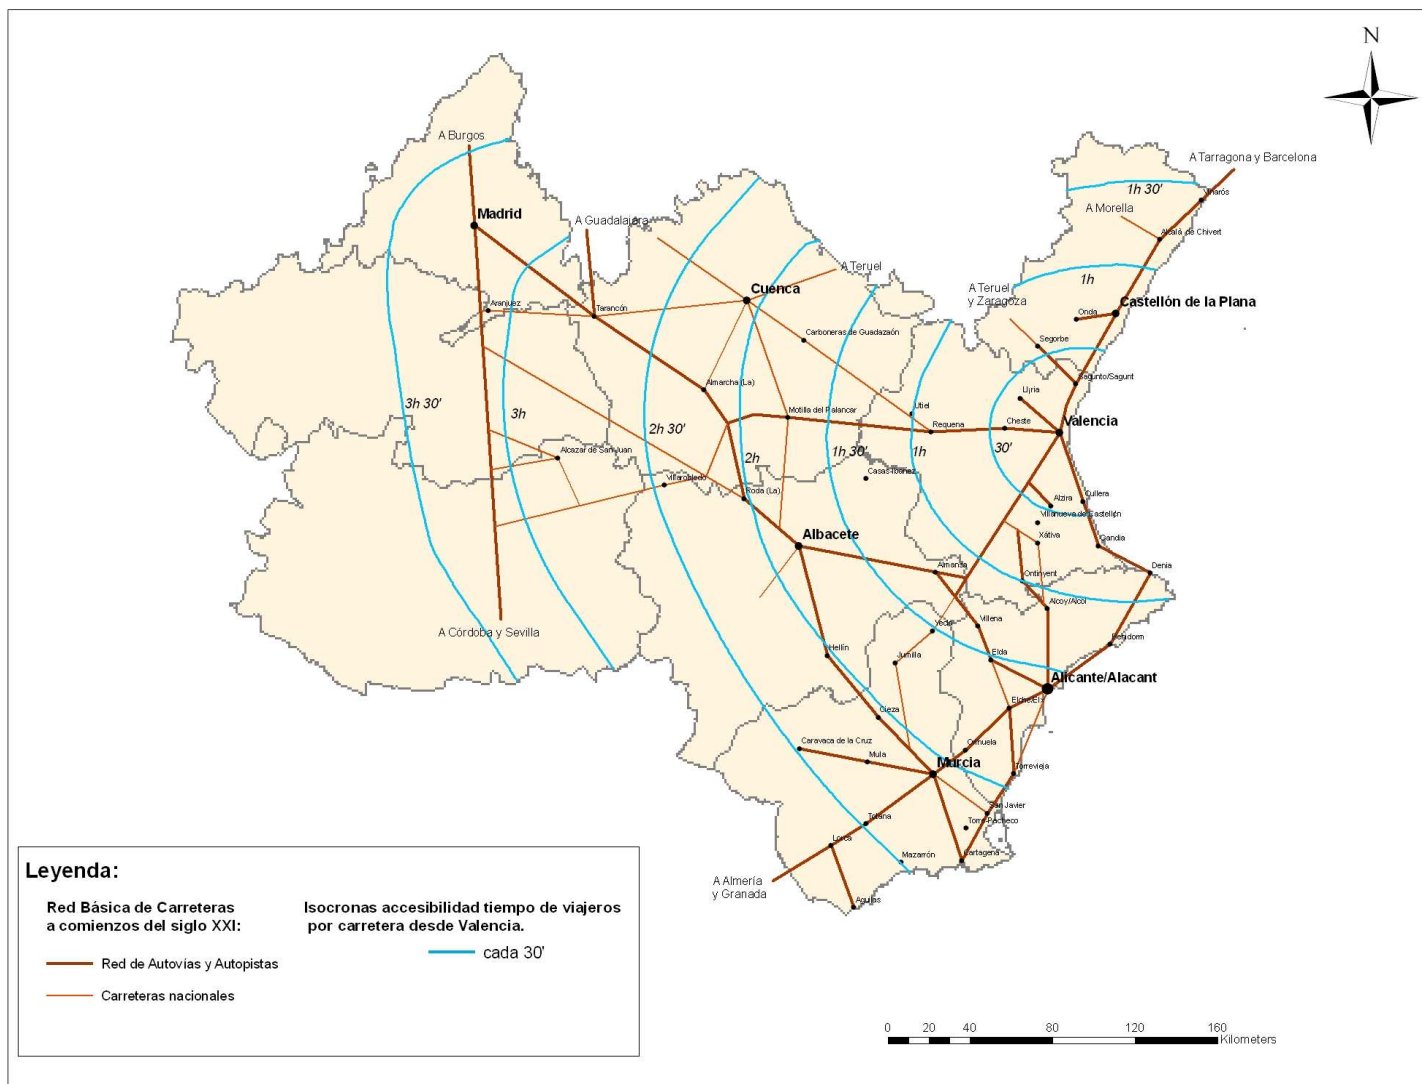 N
A Burgos
A Tarragona y Barcelona
Vinarós
1h 30'
A Morella
Madrid
A Guadalajara
Alcalá de Chivert
A Teruel
1h
A Teruel
y Zaragoza
Cuenca
Castellón de la Plana
Aranjuez
Tarancón
Onda
Carboneras de Guadazaón
Segorbe
Almarcha (La)
Sagunto/Sagunt
Llíria
3h 30'
3h
2h 30'
Motilla del Palancar
Utiel
Requena
Cheste
Valencia
Alcazar de San Juan
2h
1h 30'
1h
30'
Villarobledo
Casas-Ibáñez
Roda (La)
Alzira
Cullera
Villanueva de Castellón
Albacete
Xátiva
Gandia
Almansa
Ontinyent
Denia
Alcoy/Alcoi
A Córdoba y Sevilla
Yecla
Villena
Benidorm
Hellín
Jumilla
Elda
Alicante/Alacant
Elche/Elx
Cieza
Caravaca de la Cruz
Mula
Orihuela
Murcia
Torrevieja
San Javier
Totana
Torre-Pacheco
Lorca
Mazarrón
Cartagena
A Almería
y Granada
Aguilas
Leyenda:
Red Básica de Carreteras
a comienzos del siglo XXI:
Red de Autovías y Autopistas
Carreteras nacionales
Isocronas accesibilidad tiempo de viajeros
por carretera desde Valencia.
cada 30'
0 20 40 80 120 160
Kilometers